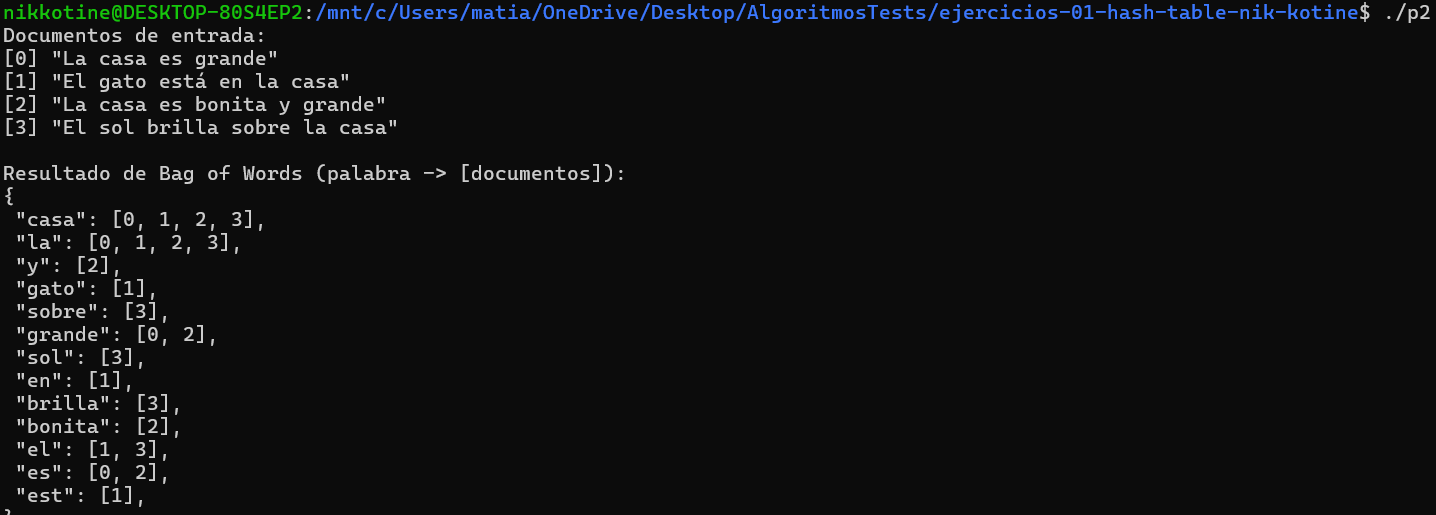 nikkotine@DESKTOP-80S4EP2:/mnt/c/Users/matia/OneDrive/Desktop/AlgoritmosTests/ejercicios-01-hash-table-nik-kotine$ ./p2
Documentos de entrada:
[0] "La casa es grande"
[1] "El gato está en la casa"
[2] "La casa es bonita y grande"
[3] "El sol brilla sobre la casa"
Resultado de Bag of Words (palabra -> [documentos]):
{
"casa": [0, 1, 2, 3],
"la": [0, 1, 2, 3],
"y": [2],
"gato": [1],
"sobre": [3],
"grande": [0, 2],
"sol": [3],
"en": [1],
"brilla": [3],
"bonita": [2],
"el": [1, 3],
"es": [0, 2],
"est": [1],
}